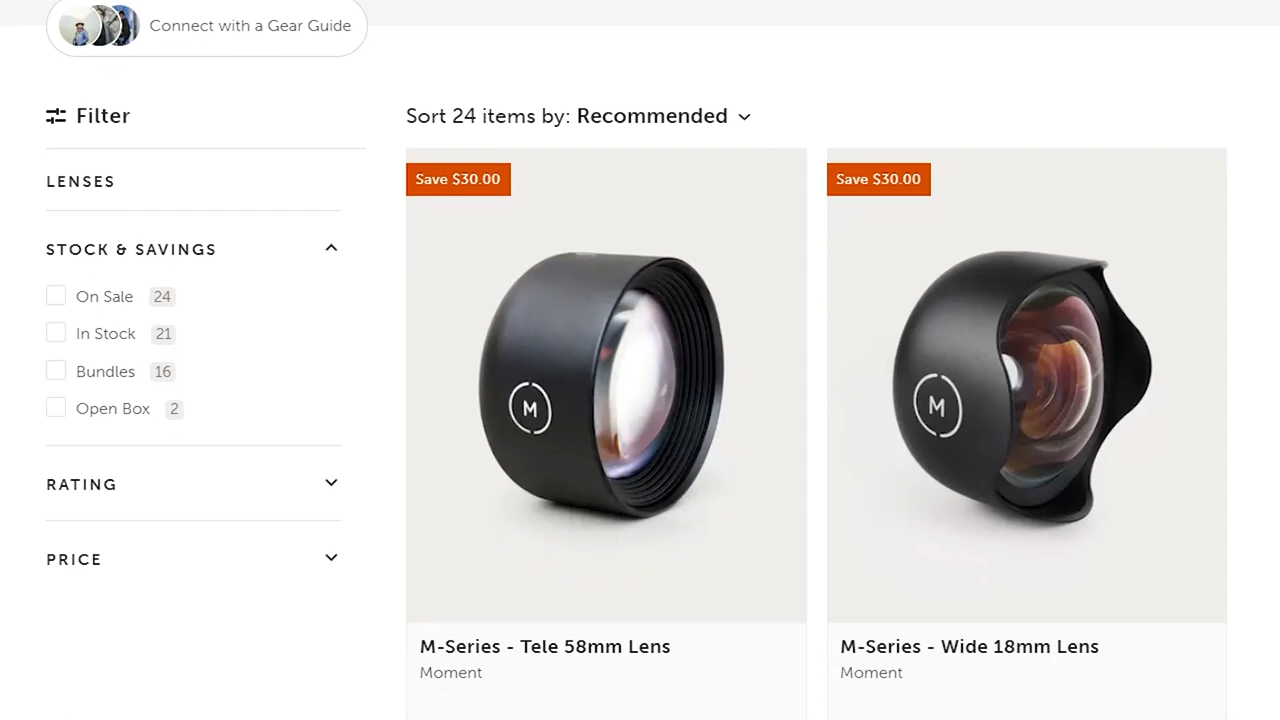 Connect with a Gear Guide
Filter
Sort 24 items by: Recommended
LENSES
STOCK & SAVINGS
On Sale 24
In Stock 21
Bundles 16
Open Box 2
RATING
PRICE
Save $30.00
M
M-Series - Tele 58mm Lens
Moment
Save $30.00
M
M-Series - Wide 18mm Lens
Moment